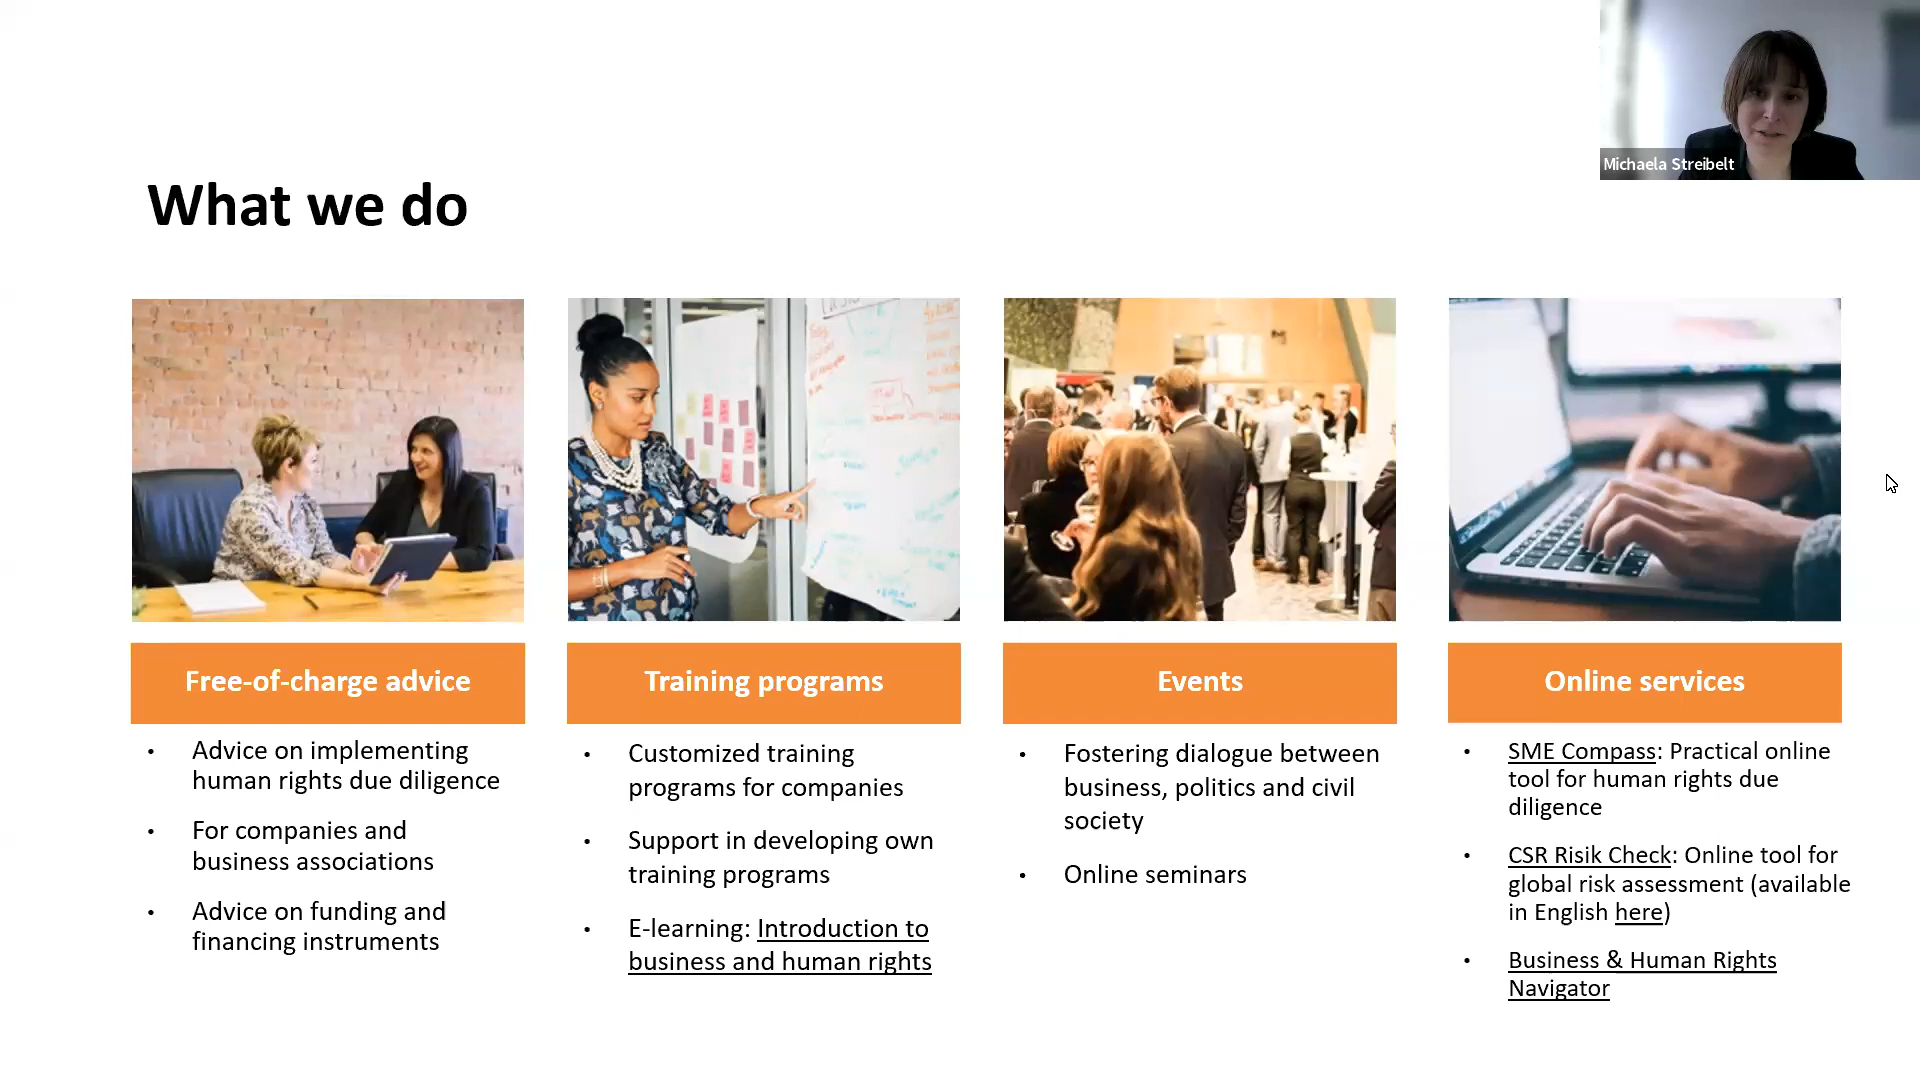 Michaela Streibelt
What we do
Free-of-charge advice
Training programs
Events
Online services
• Advice on implementing
human rights due diligence
• For companies and
business associations
• Advice on funding and
financing instruments
• Customized training
programs for companies
• Support in developing own
training programs
• E-learning: Introduction to
business and human rights
• Fostering dialogue between
business, politics and civil
society
• Online seminars
• SME Compass: Practical online
tool for human rights due
diligence
• CSR Risik Check: Online tool for
global risk assessment (available
in English here)
• Business & Human Rights
Navigator